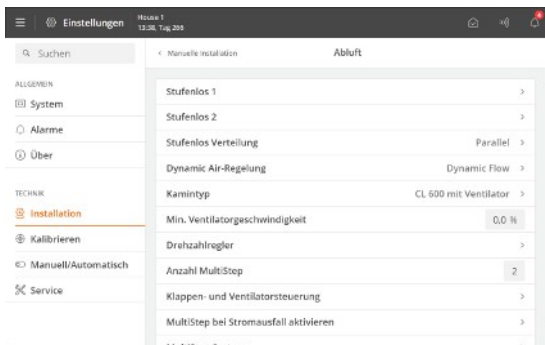 Einstellungen
House 1
13:38, Tag 266
Suchen
Manuelle Installation
Abluft
ALLGEMEIN
System
Alarme
Über
TECHNIK
Installation
Kalibrieren
Manuell/Automatisch
Service
Stufenlos 1
Stufenlos 2
Stufenlos Verteilung
Parallel
Dynamic Air-Regelung
Dynamic Flow
Kamintyp
CL 600 mit Ventilator
Min. Ventilatorgeschwindigkeit
0,0 %
Drehzahlregler
Anzahl MultiStep
2
Klappen- und Ventilatorsteuerung
MultiStep bei Stromausfall aktivieren